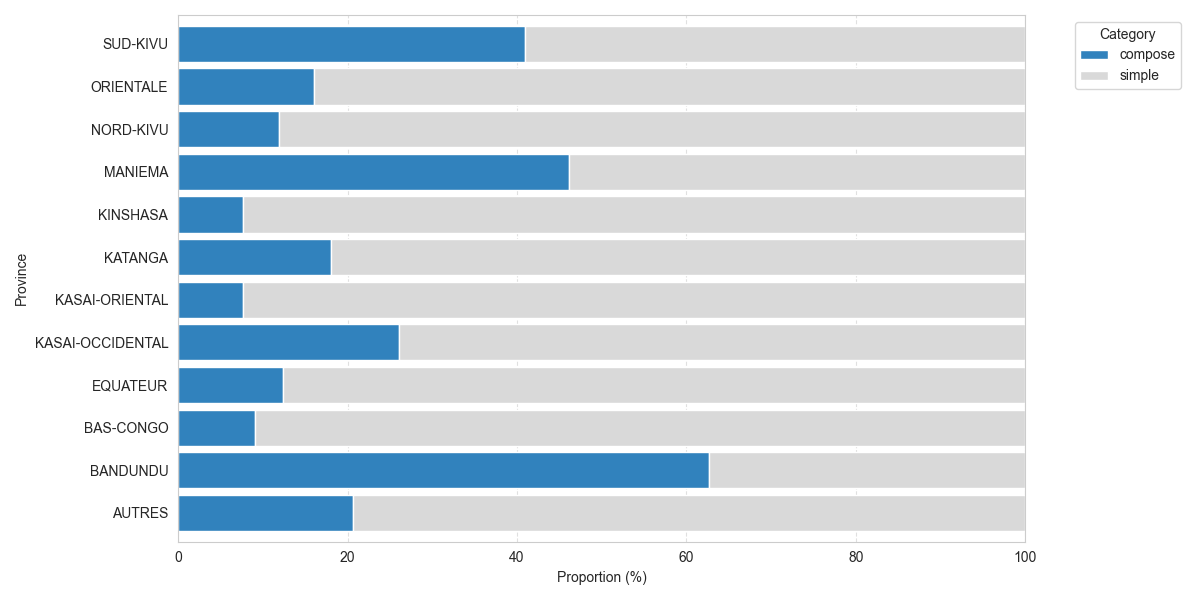 Category
compose
simple
Province
SUD-KIVU
ORIENTALE
NORD-KIVU
MANIEMA
KINSHASA
KATANGA
KASAI-ORIENTAL
KASAI-OCCIDENTAL
EQUATEUR
BAS-CONGO
BANDUNDU
AUTRES
0 20 40 60 80 100
Proportion (%)